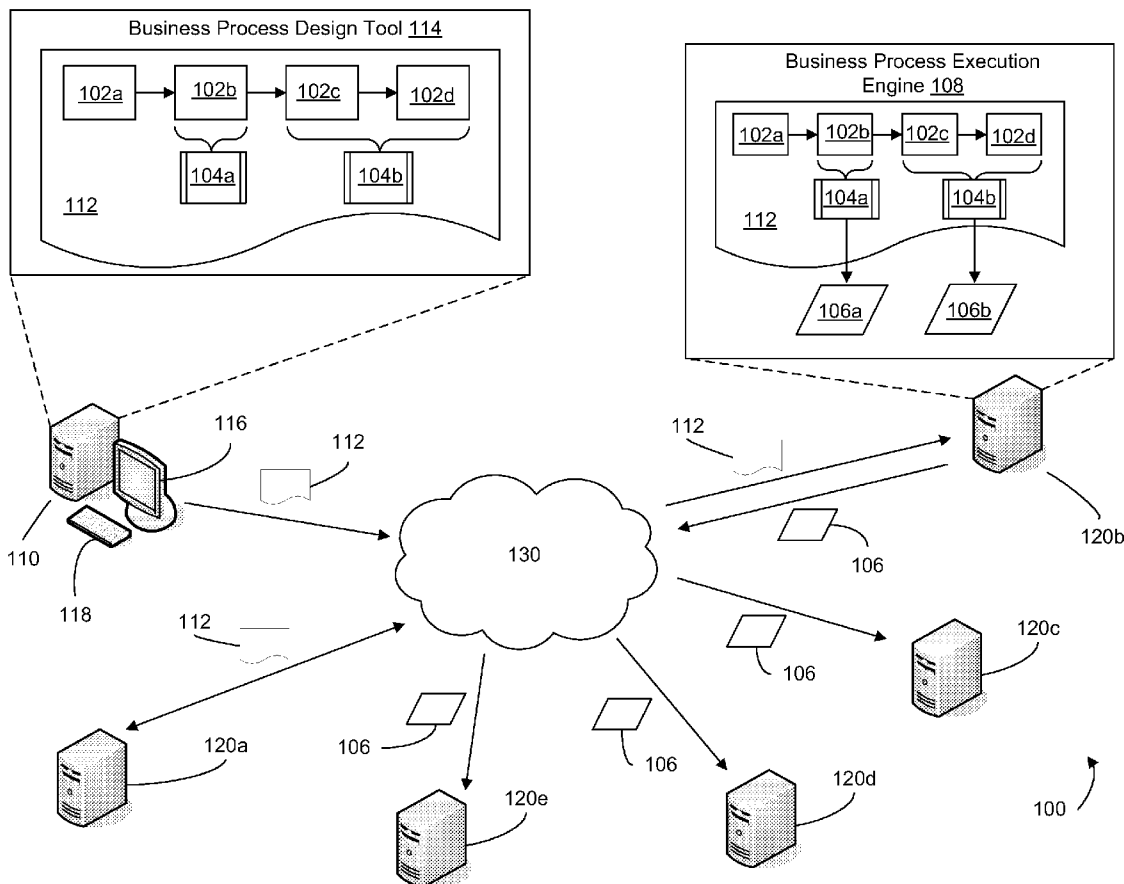 Business Process Design Tool 114
102a
102b
102c
102d
104a
104b
112
Business Process Execution
Engine 108
102a
102b
102c
102d
104a
104b
112
106a
106b
116
112
110
118
130
112
106
120b
112
106
120c
120a
106
106
120e
120d
100